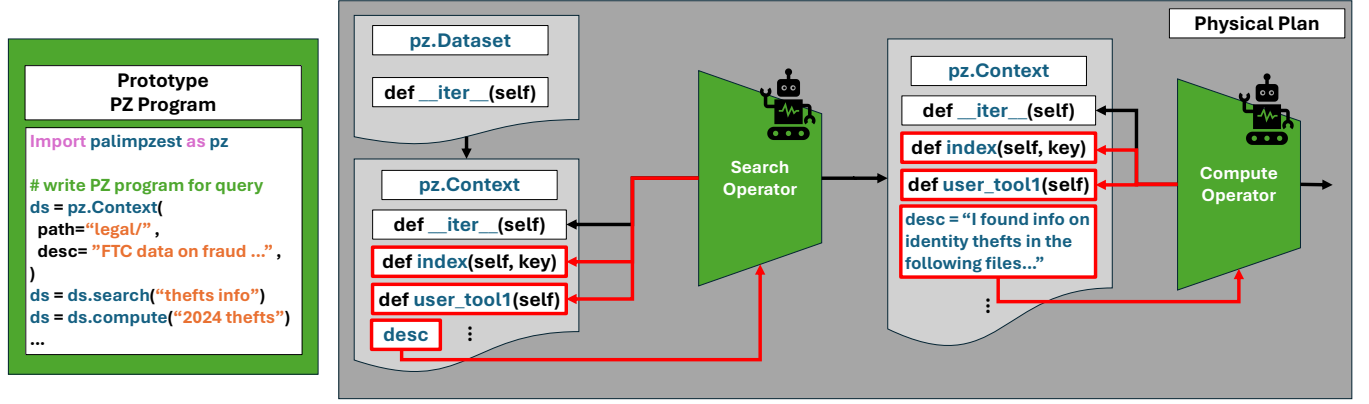 Prototype
PZ Program
Import palimpzest as pz
# write PZ program for query
ds = pz.Context(
path=“legal/” ,
desc= ”FTC data on fraud ...” ,
)
ds = ds.search(“thefts info”)
ds = ds.compute(“2024 thefts”)
...
Physical Plan
pz.Dataset
def __iter__(self)
pz.Context
def __iter__(self)
def index(self, key)
def user_tool1(self)
desc
Search
Operator
pz.Context
def __iter__(self)
def index(self, key)
def user_tool1(self)
desc = “I found info on
identity thefts in the
following files...”
Compute
Operator